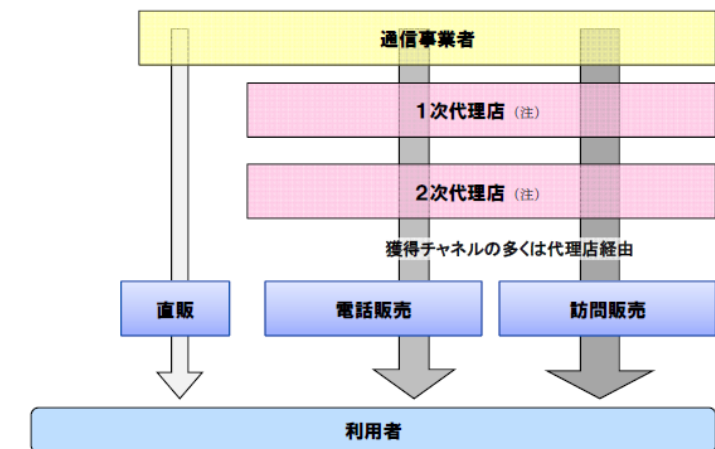 通信事業者
1次代理店（注）
2次代理店（注）
獲得チャネルの多くは代理店経由
直販
電話販売
訪問販売
利用者